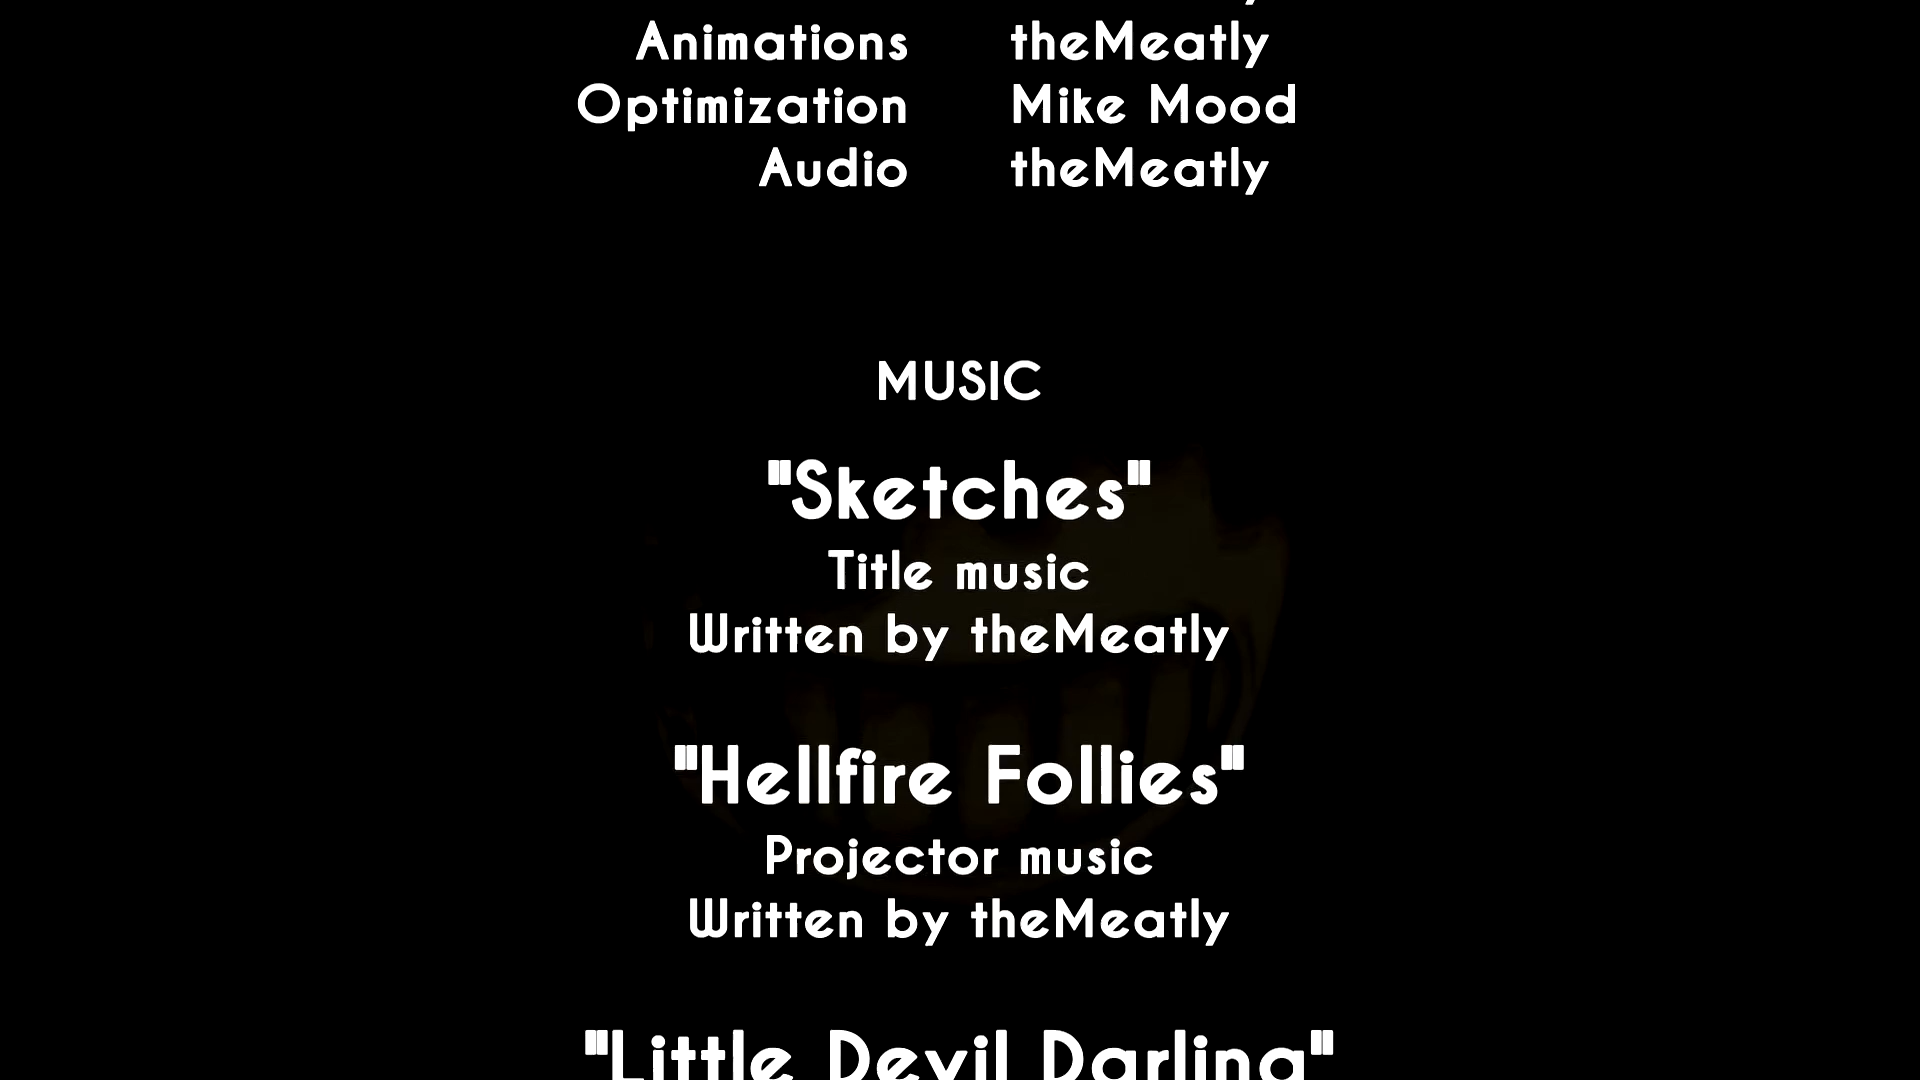 Animations theMeatly
Optimization Mike Mood
Audio theMeatly
MUSIC
"Sketches"
Title music
Written by theMeatly
"Hellfire Follies"
Projector music
Written by theMeatly
"Little Devil Darling"